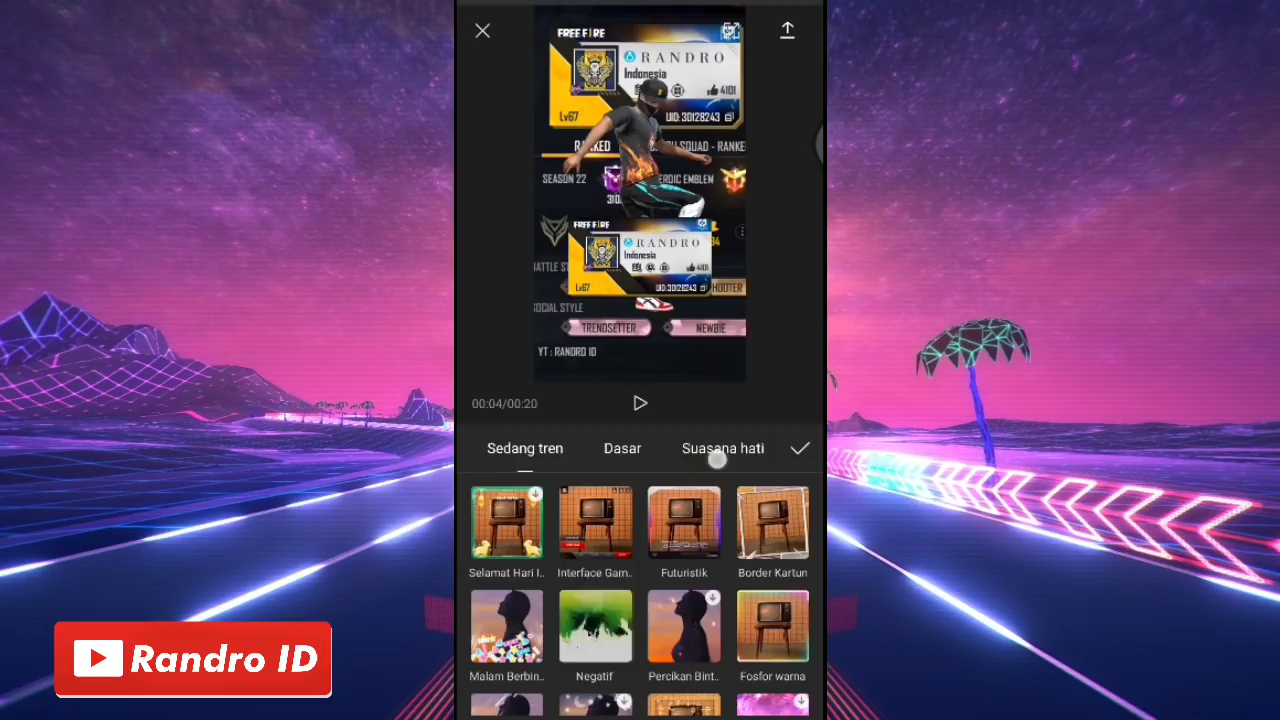 FREE FIRE
RANDRO
Indonesia
4101
Lv67
UID:30128243
SQUAD - RANKE
SEASON 22
EMBLEM
310
FREE FIRE
RANDRO
Indonesia
4101
Lv67
UID:30128243
BATTLE ST
HOOTER
SOCIAL STYLE
TRENDSETTER
NEWBIE
YT : RANDRO ID
00:04/00:20
Sedang tren
Dasar
Suasana hati
Selamat Hari I..
Interface Gam..
Futuristik
Border Kartun
Malam Berbin..
Negatif
Percikan Bint..
Fosfor warna
Randro ID